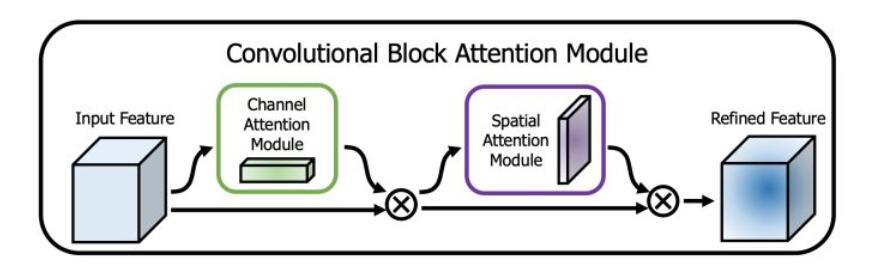 Convolutional Block Attention Module
Input Feature
Channel
Attention
Module
Spatial
Attention
Module
Refined Feature